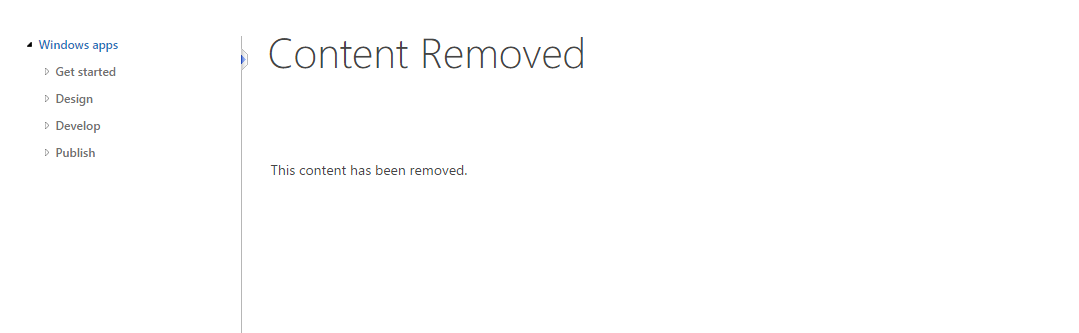 Windows apps
Get started
Design
Develop
Publish
Content Removed
This content has been removed.